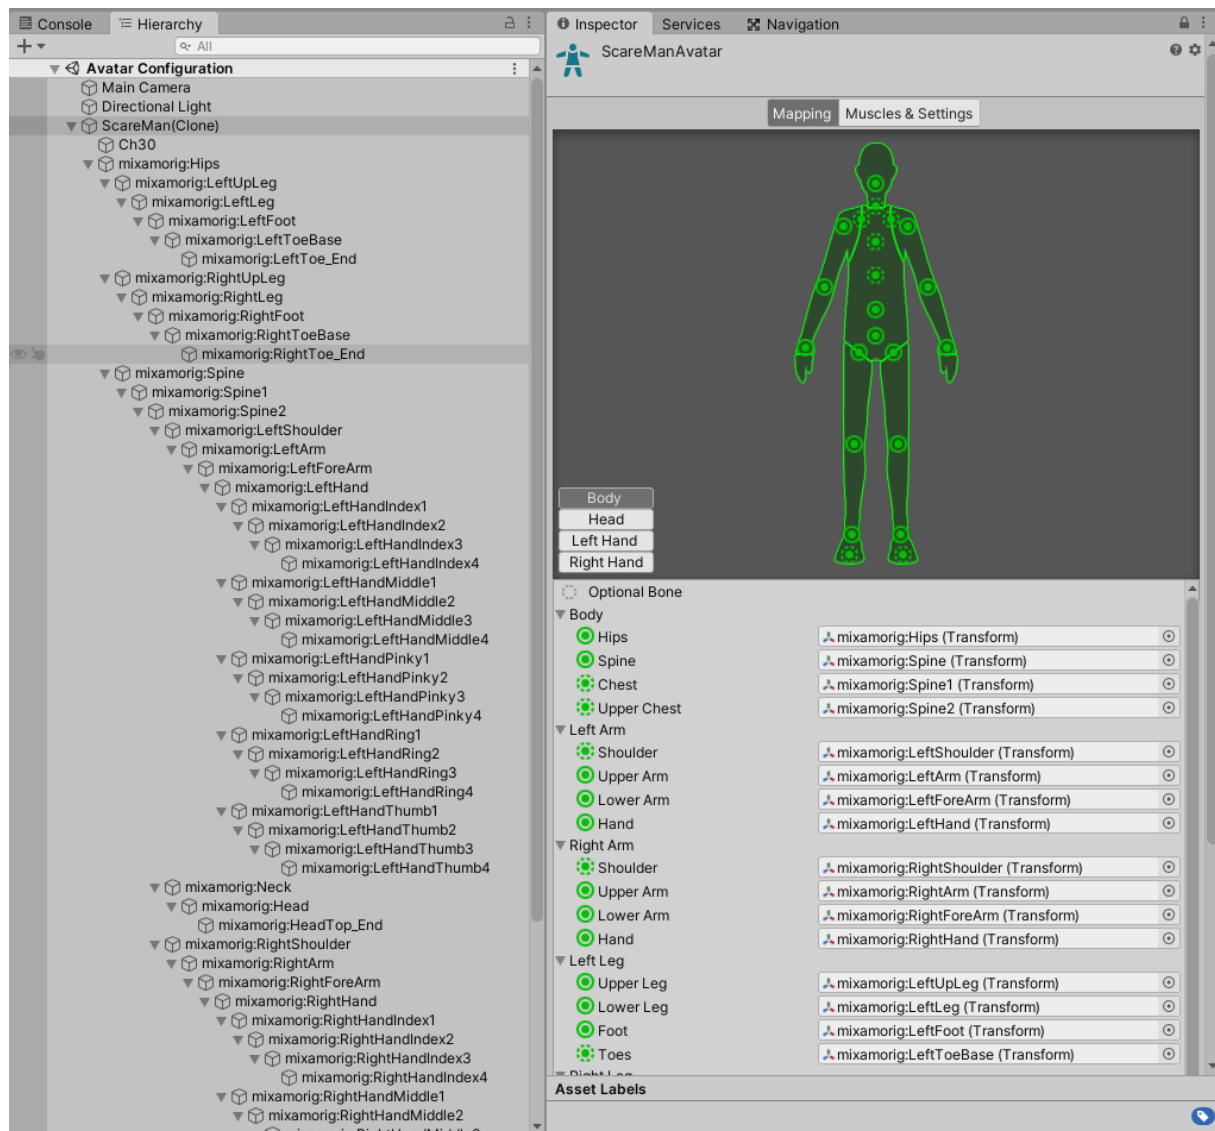 Console
Hierarchy
All
Avatar Configuration
Main Camera
Directional Light
ScareMan(Clone)
Ch30
mixamorig:Hips
mixamorig:LeftUpLeg
mixamorig:LeftLeg
mixamorig:LeftFoot
mixamorig:LeftToeBase
mixamorig:LeftToe_End
mixamorig:RightUpLeg
mixamorig:RightLeg
mixamorig:RightFoot
mixamorig:RightToeBase
mixamorig:RightToe_End
mixamorig:Spine
mixamorig:Spine1
mixamorig:Spine2
mixamorig:LeftShoulder
mixamorig:LeftArm
mixamorig:LeftForeArm
mixamorig:LeftHand
mixamorig:LeftHandIndex1
mixamorig:LeftHandIndex2
mixamorig:LeftHandIndex3
mixamorig:LeftHandIndex4
mixamorig:LeftHandMiddle1
mixamorig:LeftHandMiddle2
mixamorig:LeftHandMiddle3
mixamorig:LeftHandMiddle4
mixamorig:LeftHandPinky1
mixamorig:LeftHandPinky2
mixamorig:LeftHandPinky3
mixamorig:LeftHandPinky4
mixamorig:LeftHandRing1
mixamorig:LeftHandRing2
mixamorig:LeftHandRing3
mixamorig:LeftHandRing4
mixamorig:LeftHandThumb1
mixamorig:LeftHandThumb2
mixamorig:LeftHandThumb3
mixamorig:LeftHandThumb4
mixamorig:Neck
mixamorig:Head
mixamorig:HeadTop_End
mixamorig:RightShoulder
mixamorig:RightArm
mixamorig:RightForeArm
mixamorig:RightHand
mixamorig:RightHandIndex1
mixamorig:RightHandIndex2
mixamorig:RightHandIndex3
mixamorig:RightHandIndex4
mixamorig:RightHandMiddle1
mixamorig:RightHandMiddle2
Inspector Services Navigation
ScareManAvatar
Mapping Muscles & Settings
Body
Head
Left Hand
Right Hand
Optional Bone
Body
Hips mixamorig:Hips (Transform)
Spine mixamorig:Spine (Transform)
Chest mixamorig:Spine1 (Transform)
Upper Chest mixamorig:Spine2 (Transform)
Left Arm
Shoulder mixamorig:LeftShoulder (Transform)
Upper Arm mixamorig:LeftArm (Transform)
Lower Arm mixamorig:LeftForeArm (Transform)
Hand mixamorig:LeftHand (Transform)
Right Arm
Shoulder mixamorig:RightShoulder (Transform)
Upper Arm mixamorig:RightArm (Transform)
Lower Arm mixamorig:RightForeArm (Transform)
Hand mixamorig:RightHand (Transform)
Left Leg
Upper Leg mixamorig:LeftUpLeg (Transform)
Lower Leg mixamorig:LeftLeg (Transform)
Foot mixamorig:LeftFoot (Transform)
Toes mixamorig:LeftToeBase (Transform)
Asset Labels